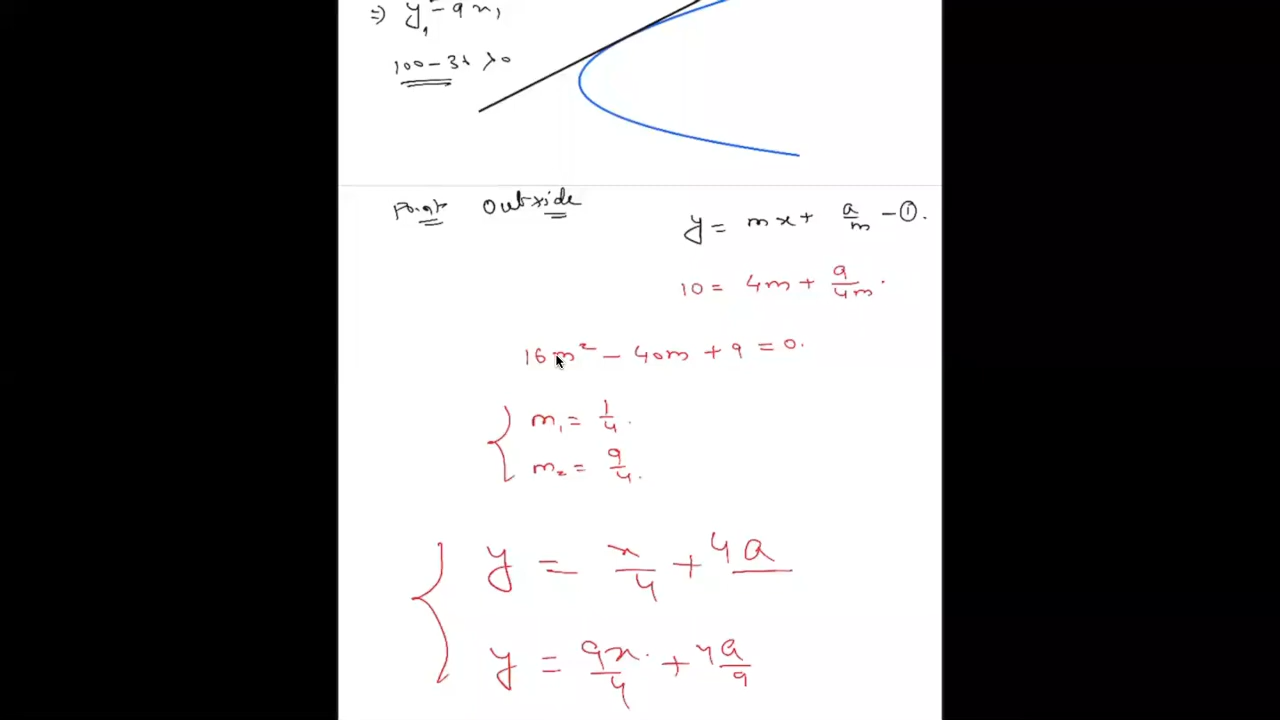 => y₁² - 9x₁
100 - 36 > 0
Point Outside
y = mx + a/m - ①.
10 = 4m + 9/4m.
16m² - 40m + 9 = 0.
m₁ = 1/4.
m₂ = 9/4.
y = x/4 + 4a
y = 9x/4 + 4a/9